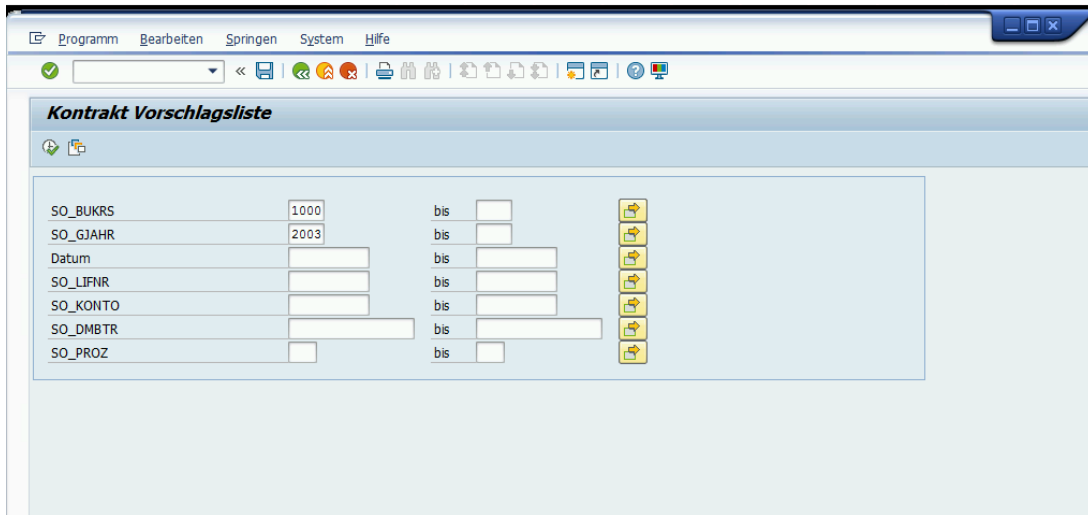 Programm Bearbeiten Springen System Hilfe
Kontrakt Vorschlagsliste
SO_BUKRS 1000 bis
SO_GJAHR 2003 bis
Datum bis
SO_LIFNR bis
SO_KONTO bis
SO_DMBTR bis
SO_PROZ bis